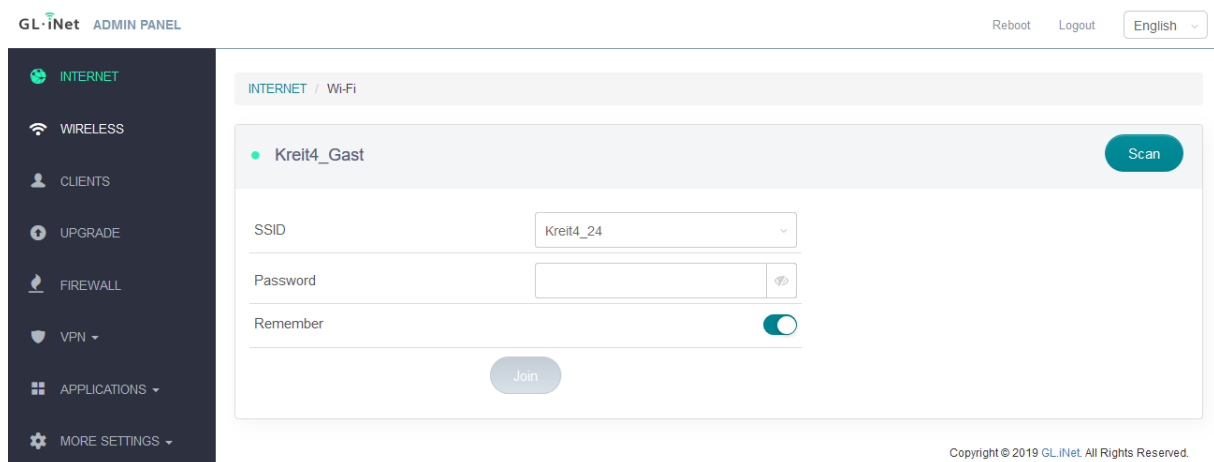 GL·iNet ADMIN PANEL Reboot Logout English
INTERNET
INTERNET / Wi-Fi
WIRELESS
Kreit4_Gast Scan
CLIENTS
UPGRADE
SSID Kreit4_24
FIREWALL
Password
VPN
Remember
APPLICATIONS
Join
MORE SETTINGS
Copyright © 2019 GL.iNet. All Rights Reserved.